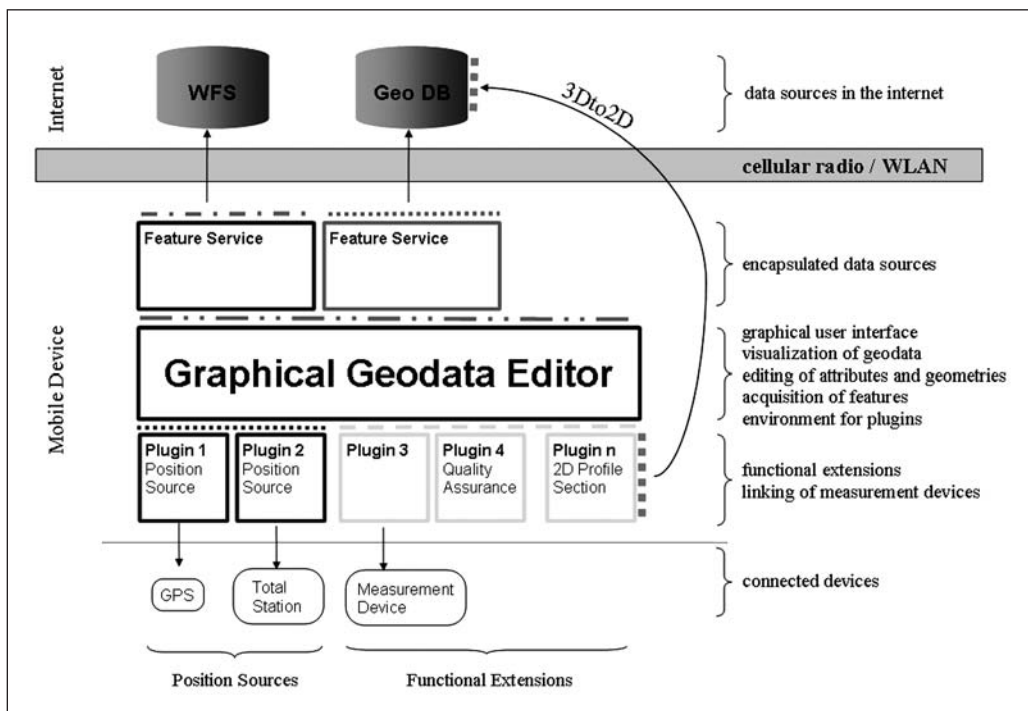 Internet
WFS
Geo DB
3Dto2D
data sources in the internet
cellular radio / WLAN
Mobile Device
Feature Service
Feature Service
encapsulated data sources
Graphical Geodata Editor
graphical user interface
visualization of geodata
editing of attributes and geometries
acquisition of features
environment for plugins
Plugin 1
Position
Source
Plugin 2
Position
Source
Plugin 3
Plugin 4
Quality
Assurance
Plugin n
2D Profile
Section
functional extensions
linking of measurement devices
GPS
Total
Station
Measurement
Device
connected devices
Position Sources
Functional Extensions